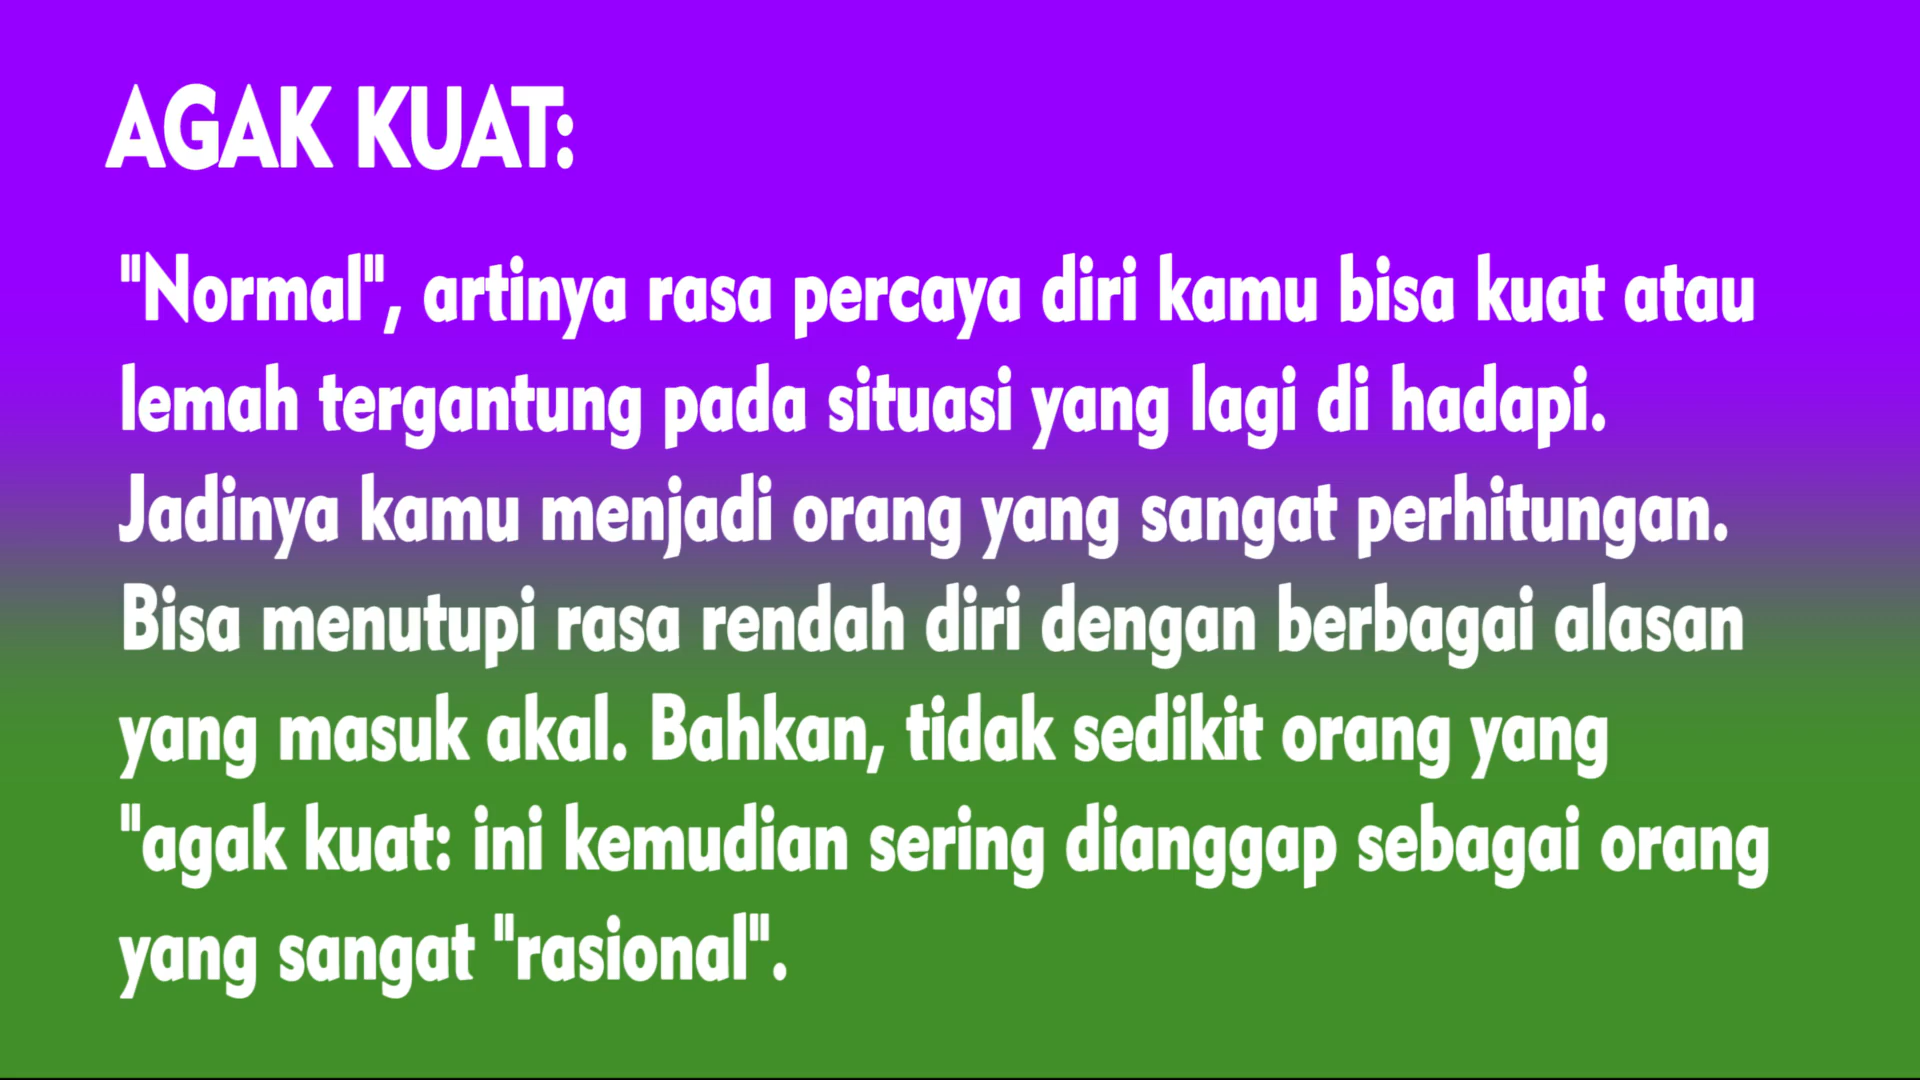 AGAK KUAT:
"Normal", artinya rasa percaya diri kamu bisa kuat atau
lemah tergantung pada situasi yang lagi di hadapi.
Jadinya kamu menjadi orang yang sangat perhitungan.
Bisa menutupi rasa rendah diri dengan berbagai alasan
yang masuk akal. Bahkan, tidak sedikit orang yang
"agak kuat: ini kemudian sering dianggap sebagai orang
yang sangat "rasional".